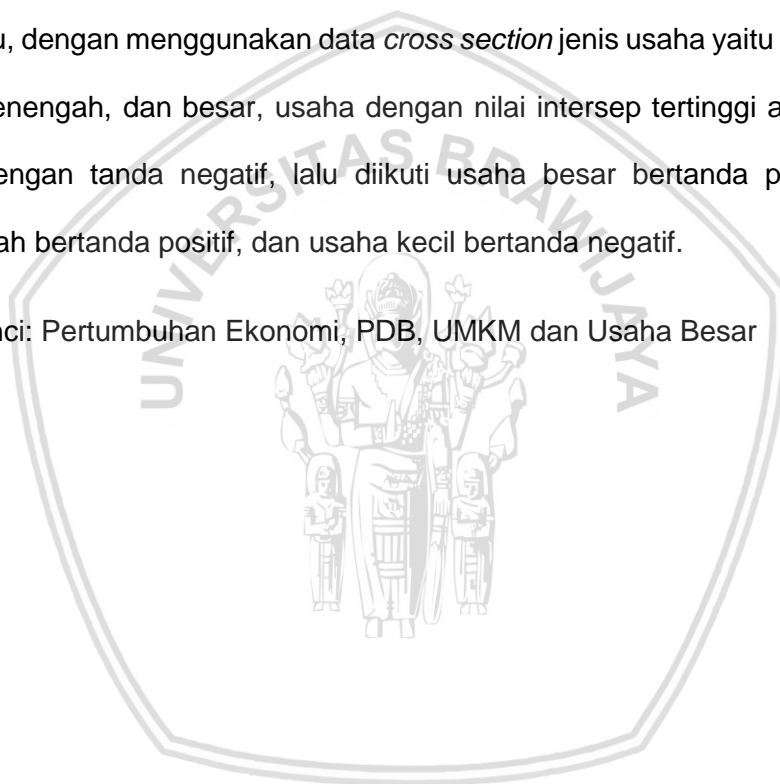 u, dengan menggunakan data cross section jenis usaha yaitu
enengah, dan besar, usaha dengan nilai intersep tertinggi a
engan tanda negatif, lalu diikuti usaha besar bertanda p
ah bertanda positif, dan usaha kecil bertanda negatif.
nci: Pertumbuhan Ekonomi, PDB, UMKM dan Usaha Besar
UNIVERSITAS BRAWIJAYA